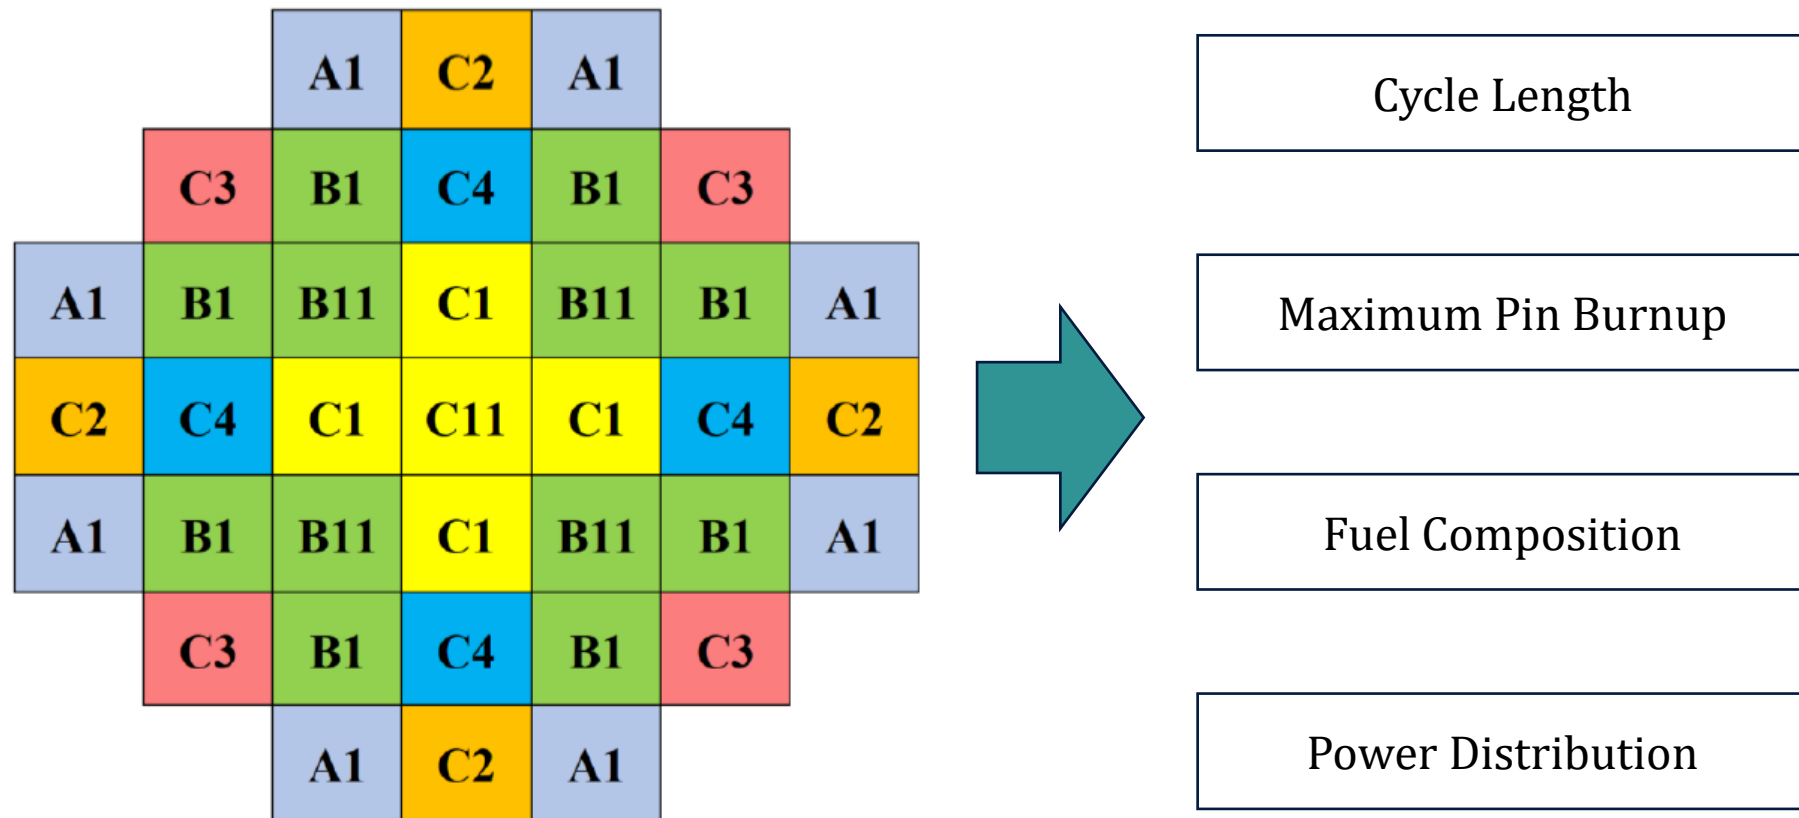 A1 C2 A1
C3 B1 C4 B1 C3
A1 B1 B11 C1 B11 B1 A1
C2 C4 C1 C11 C1 C4 C2
A1 B1 B11 C1 B11 B1 A1
C3 B1 C4 B1 C3
A1 C2 A1
Cycle Length
Maximum Pin Burnup
Fuel Composition
Power Distribution